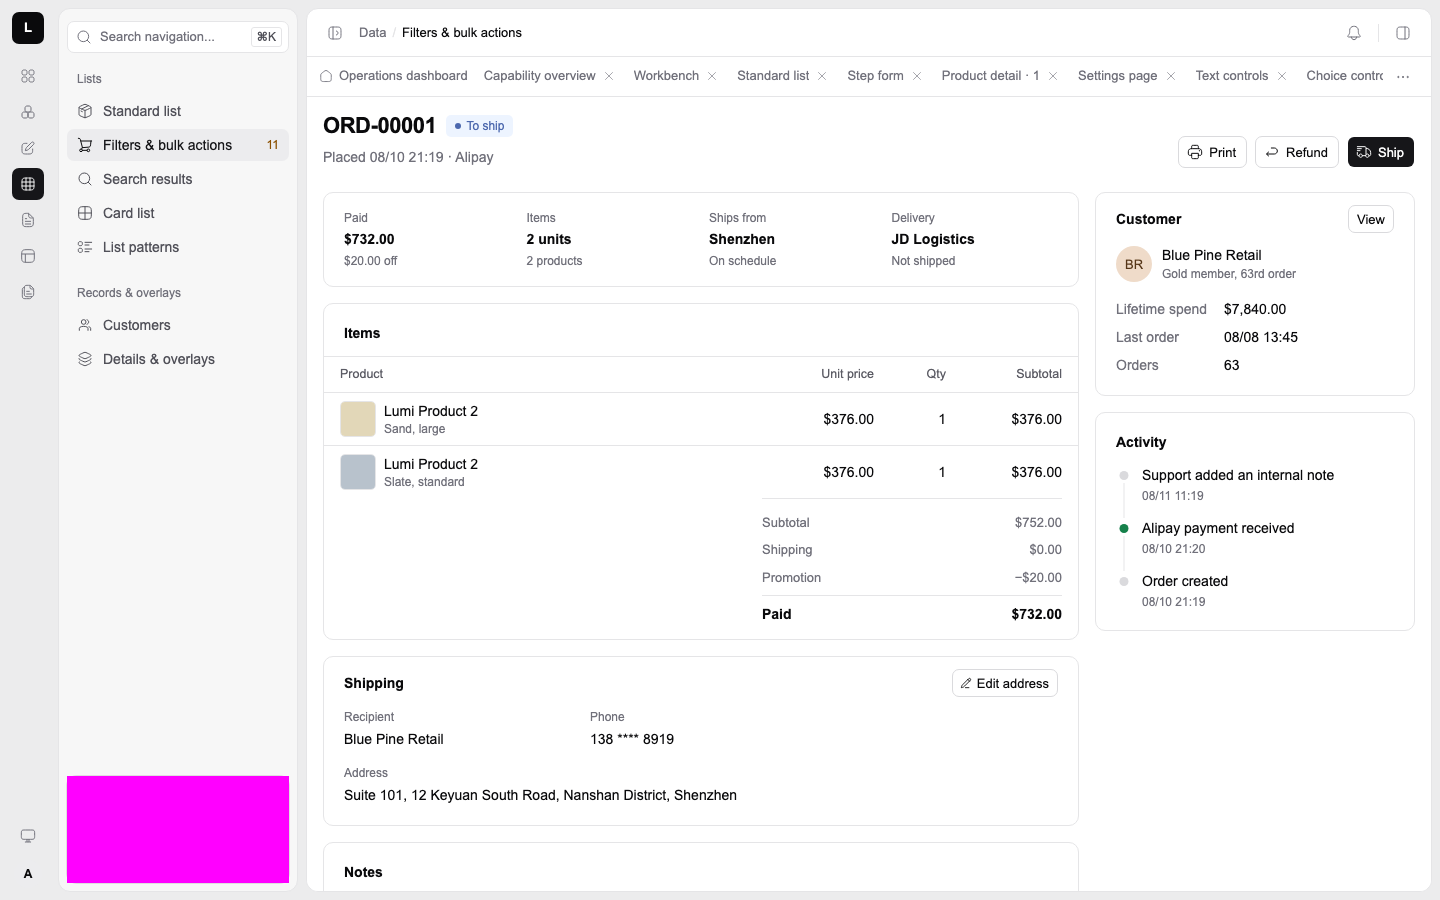 L
Search navigation...
⌘K
Lists
Standard list
Filters & bulk actions
11
Search results
Card list
List patterns
Records & overlays
Customers
Details & overlays
A
Data / Filters & bulk actions
Operations dashboard
Capability overview
Workbench
Standard list
Step form
Product detail · 1
Settings page
Text controls
Choice contrc
ORD-00001
To ship
Placed 08/10 21:19 · Alipay
Print
Refund
Ship
Paid
$732.00
$20.00 off
Items
2 units
2 products
Ships from
Shenzhen
On schedule
Delivery
JD Logistics
Not shipped
Items
Product Unit price Qty Subtotal
Lumi Product 2
Sand, large
$376.00 1 $376.00
Lumi Product 2
Slate, standard
$376.00 1 $376.00
Subtotal $752.00
Shipping $0.00
Promotion −$20.00
Paid $732.00
Shipping
Edit address
Recipient
Blue Pine Retail
Phone
138 **** 8919
Address
Suite 101, 12 Keyuan South Road, Nanshan District, Shenzhen
Notes
Customer
View
BR
Blue Pine Retail
Gold member, 63rd order
Lifetime spend $7,840.00
Last order 08/08 13:45
Orders 63
Activity
Support added an internal note
08/11 11:19
Alipay payment received
08/10 21:20
Order created
08/10 21:19